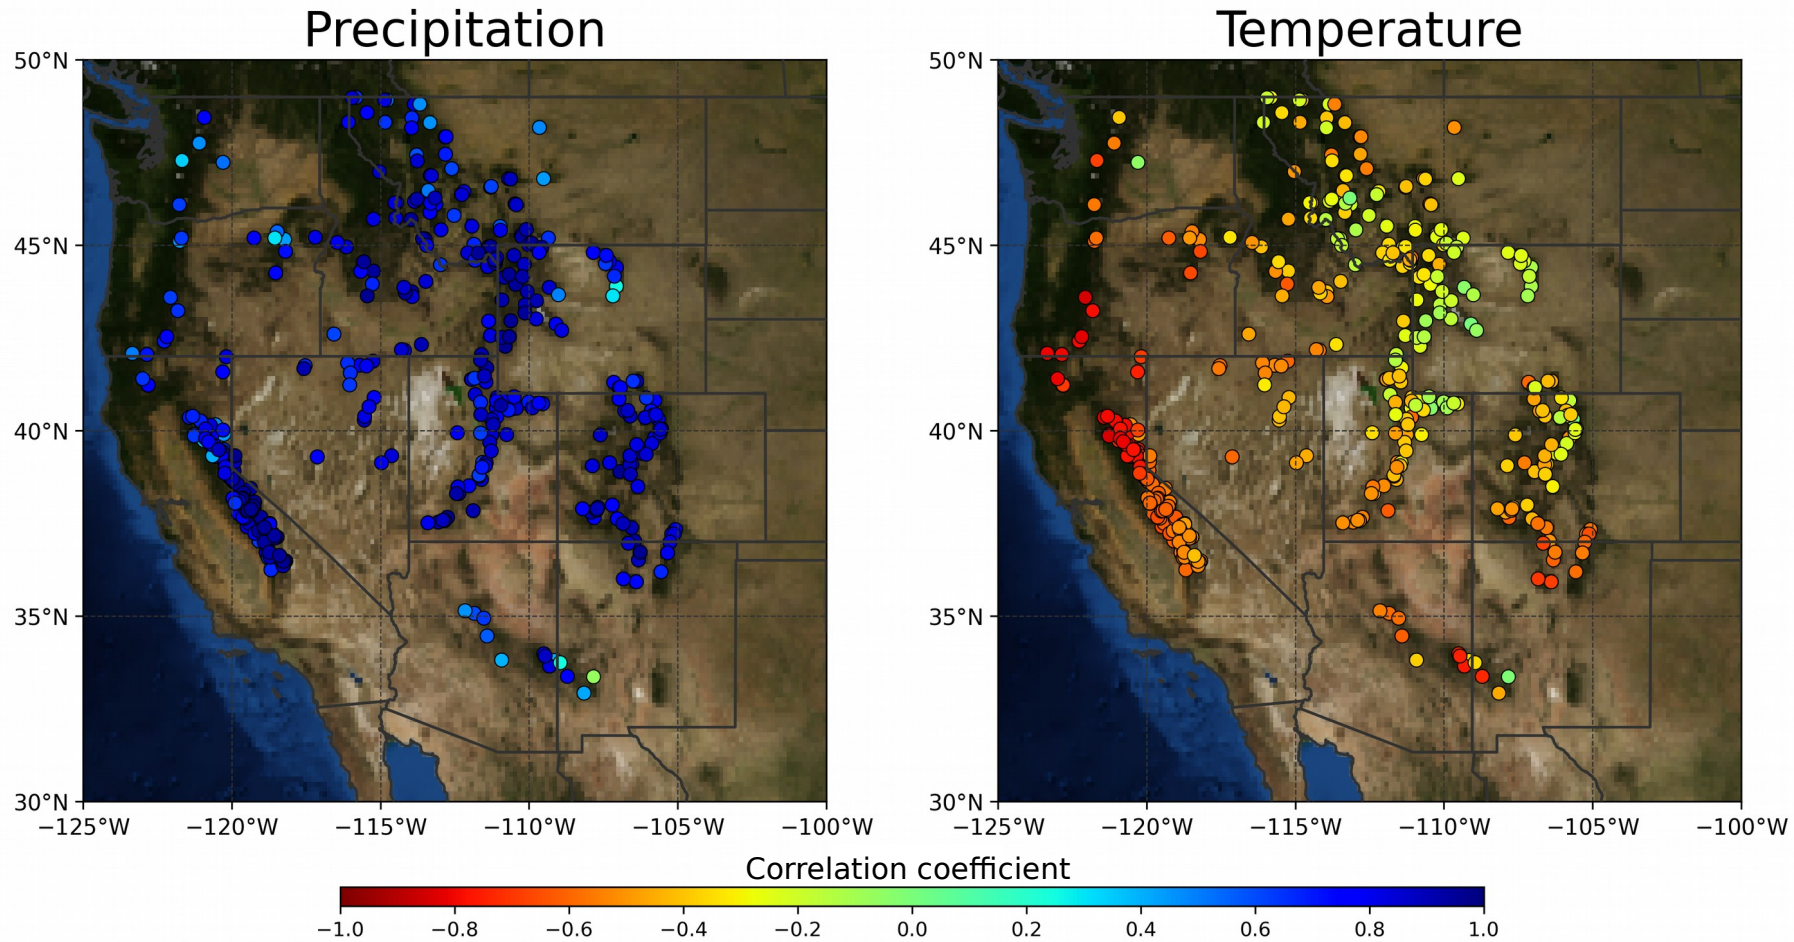 Precipitation
Temperature
50°N
45°N
40°N
35°N
30°N
−125°W −120°W −115°W −110°W −105°W −100°W
50°N
45°N
40°N
35°N
30°N
−125°W −120°W −115°W −110°W −105°W −100°W
Correlation coefficient
−1.0 −0.8 −0.6 −0.4 −0.2 0.0 0.2 0.4 0.6 0.8 1.0